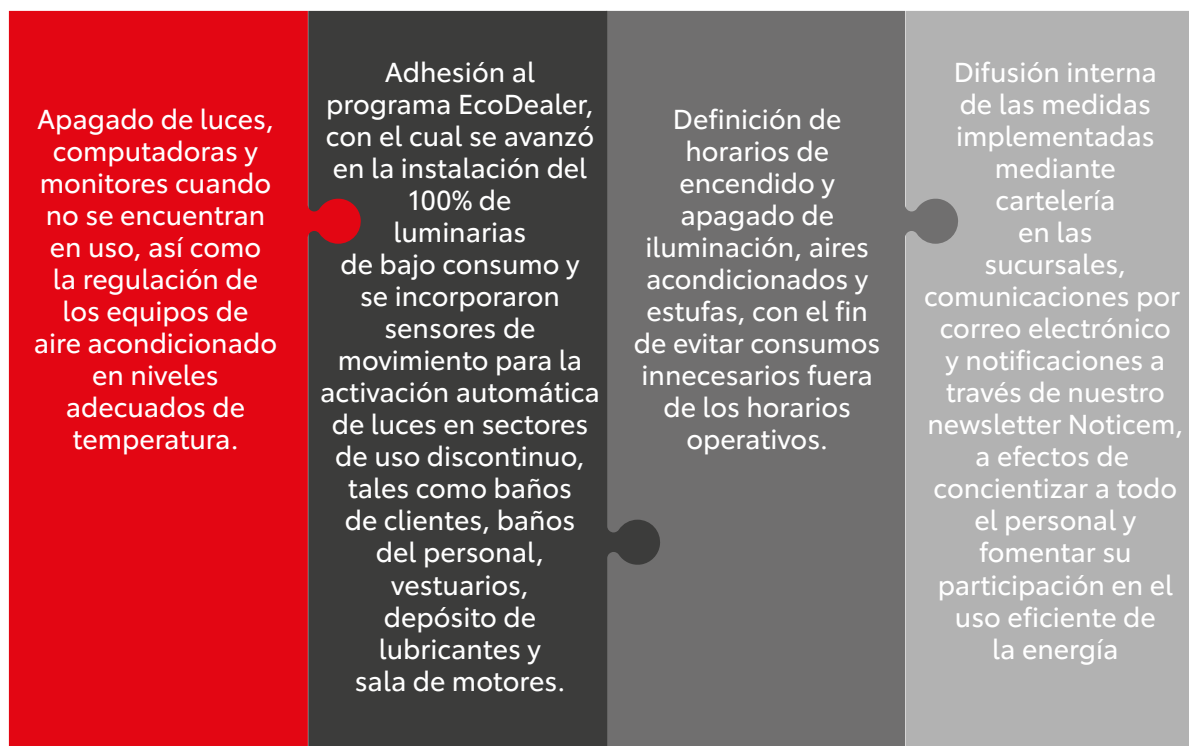 Apagado de luces,
computadoras y
monitores cuando
no se encuentran
en uso, así como
la regulación de
los equipos de
aire acondicionado
en niveles
adecuados de
temperatura.
Adhesión al
programa EcoDealer,
con el cual se avanzó
en la instalación del
100% de
luminarias
de bajo consumo y
se incorporaron
sensores de
movimiento para la
activación automática
de luces en sectores
de uso discontinuo,
tales como baños
de clientes, baños
del personal,
vestuarios,
depósito de
lubricantes y
sala de motores.
Definición de
horarios de
encendido y
apagado de
iluminación, aires
acondicionados y
estufas, con el fin
de evitar consumos
innecesarios fuera
de los horarios
operativos.
Difusión interna
de las medidas
implementadas
mediante
cartelería
en las
sucursales,
comunicaciones por
correo electrónico
y notificaciones a
través de nuestro
newsletter Noticem,
a efectos de
concientizar a todo
el personal y
fomentar su
participación en el
uso eficiente de
la energía